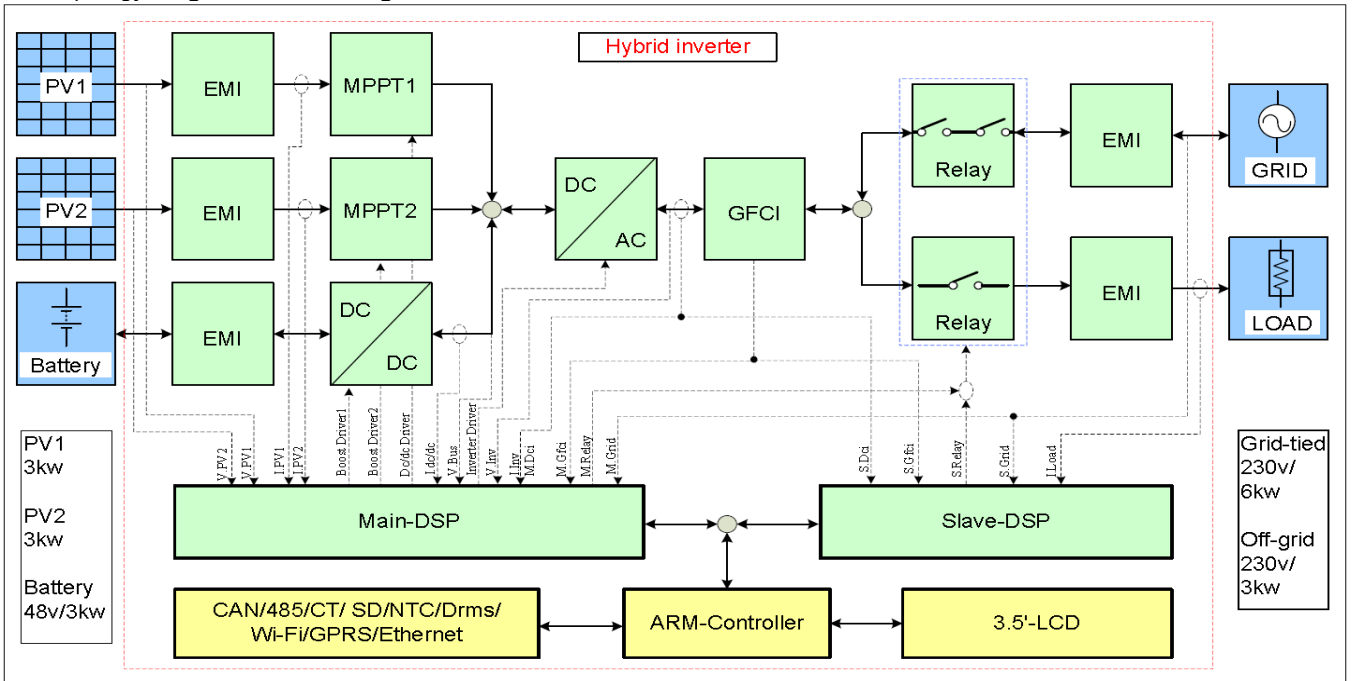 Hybrid inverter
PV1
EMI
MPPT1
Relay
EMI
GRID
PV2
EMI
MPPT2
DC
AC
GFCI
Battery
EMI
DC
DC
Relay
EMI
LOAD
V.PV2
V.PV1
I.PV1
I.PV2
Boost Driver1
Boost Driver2
Dc/dc Driver
I.dc/dc
V.Bus
Inverter Driver
V.Inv
I.Inv
M.Dci
M.Gfci
M.Relay
M.Grid
S.Dci
S.Gfci
S.Relay
S.Grid
I.Load
PV1
3kw
PV2
3kw
Battery
48v/3kw
Main-DSP
Slave-DSP
Grid-tied
230v/
6kw
Off-grid
230v/
3kw
CAN/485/CT/ SD/NTC/Drms/
Wi-Fi/GPRS/Ethernet
ARM-Controller
3.5'-LCD